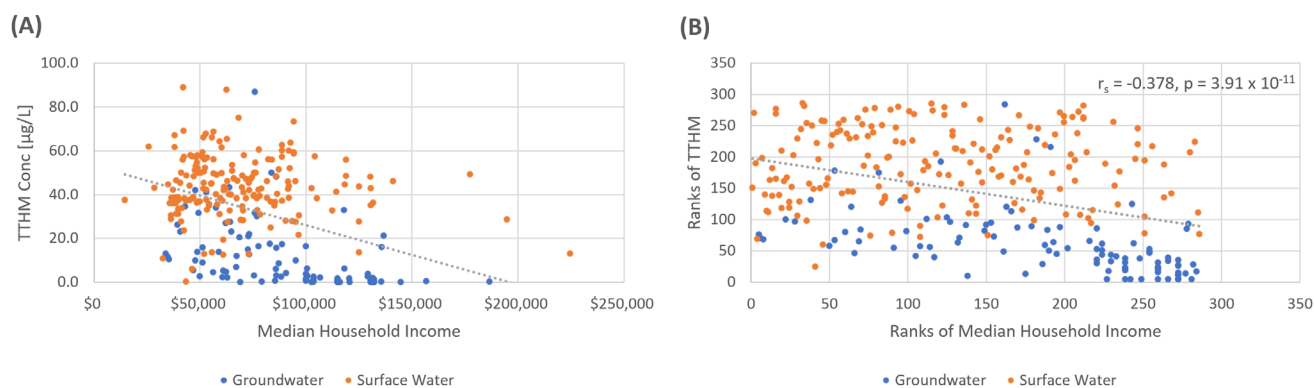 (A)
100.0
80.0
60.0
40.0
20.0
0.0
TTHM Conc [µg/L]
$0
$50,000
$100,000
$150,000
$200,000
$250,000
Median Household Income
Groundwater
Surface Water
(B)
350
300
250
200
150
100
50
0
Ranks of TTHM
rs = -0.378, p = 3.91 x 10-11
0
50
100
150
200
250
300
350
Ranks of Median Household Income
Groundwater
Surface Water